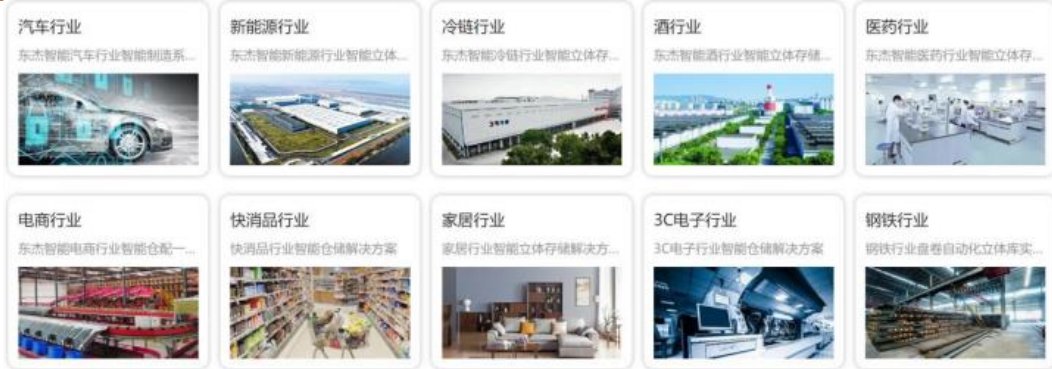 汽车行业
东杰智能汽车行业智能制造系...
新能源行业
东杰智能新能源行业智能立体...
冷链行业
东杰智能冷链行业智能立体存...
酒行业
东杰智能酒行业智能立体存储...
医药行业
东杰智能医药行业智能立体存...
电商行业
东杰智能电商行业智能仓配一...
快消品行业
快消品行业智能仓储解决方案
家居行业
家居行业智能立体存储解决方...
3C电子行业
3C电子行业智能仓储解决方案
钢铁行业
钢铁行业盘卷自动化立体库实...